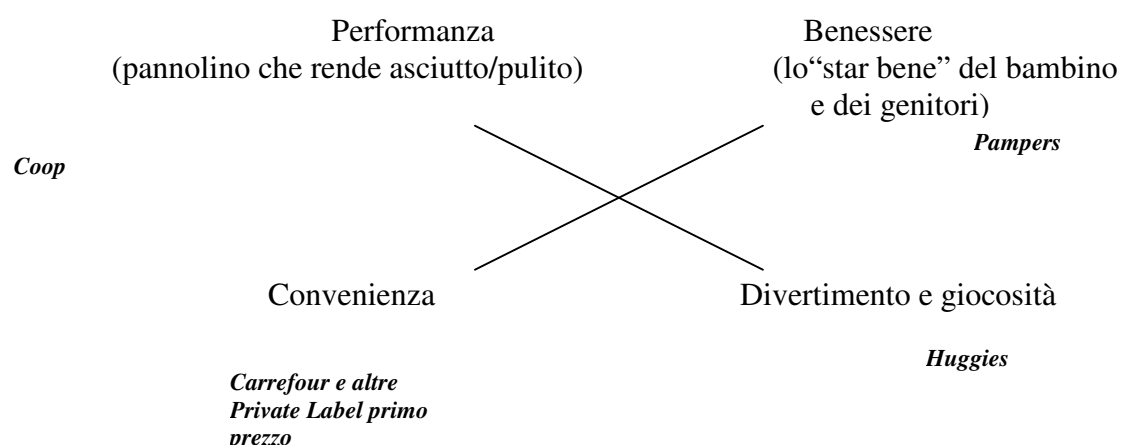 Performanza
(pannolino che rende asciutto/pulito)
Benessere
(lo“star bene” del bambino
e dei genitori)
Pampers
Coop
Convenienza
Divertimento e giocosità
Huggies
Carrefour e altre
Private Label primo
prezzo